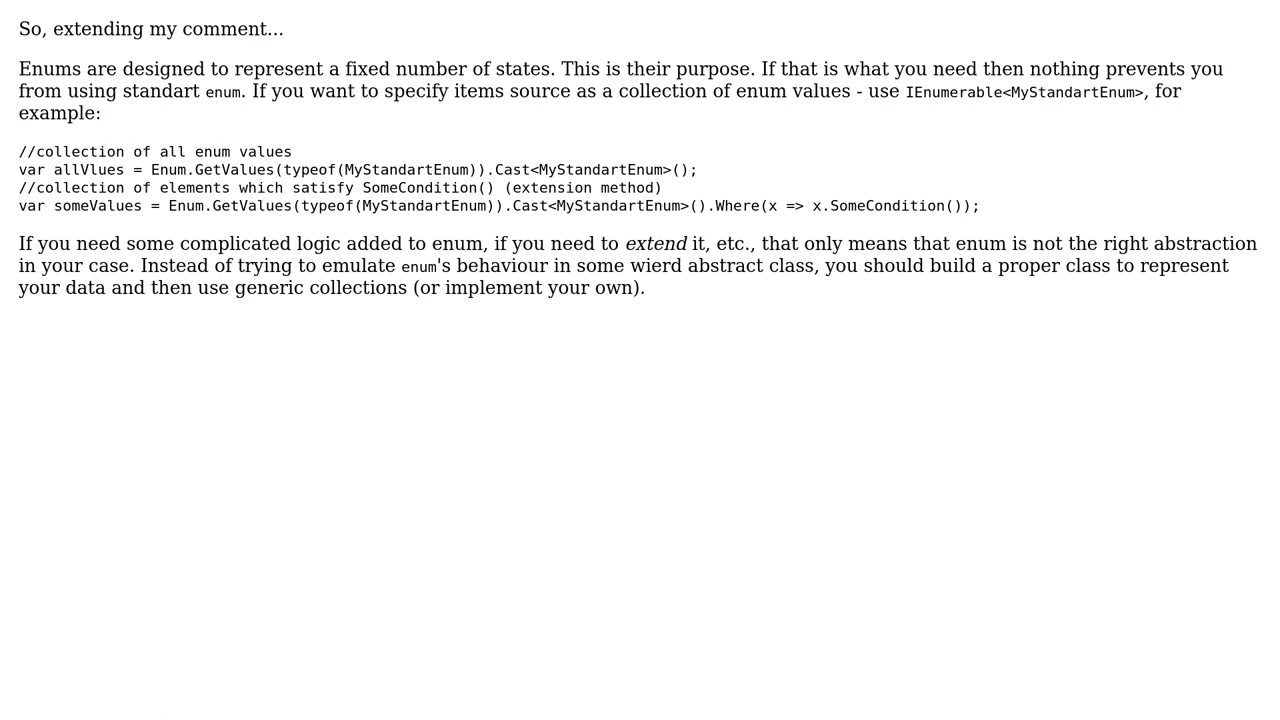 So, extending my comment...
Enums are designed to represent a fixed number of states. This is their purpose. If that is what you need then nothing prevents you
from using standart enum. If you want to specify items source as a collection of enum values - use IEnumerable<MyStandartEnum>, for
example:
//collection of all enum values
var allVlues = Enum.GetValues(typeof(MyStandartEnum)).Cast<MyStandartEnum>();
//collection of elements which satisfy SomeCondition() (extension method)
var someValues = Enum.GetValues(typeof(MyStandartEnum)).Cast<MyStandartEnum>().Where(x => x.SomeCondition());
If you need some complicated logic added to enum, if you need to extend it, etc., that only means that enum is not the right abstraction
in your case. Instead of trying to emulate enum's behaviour in some wierd abstract class, you should build a proper class to represent
your data and then use generic collections (or implement your own).